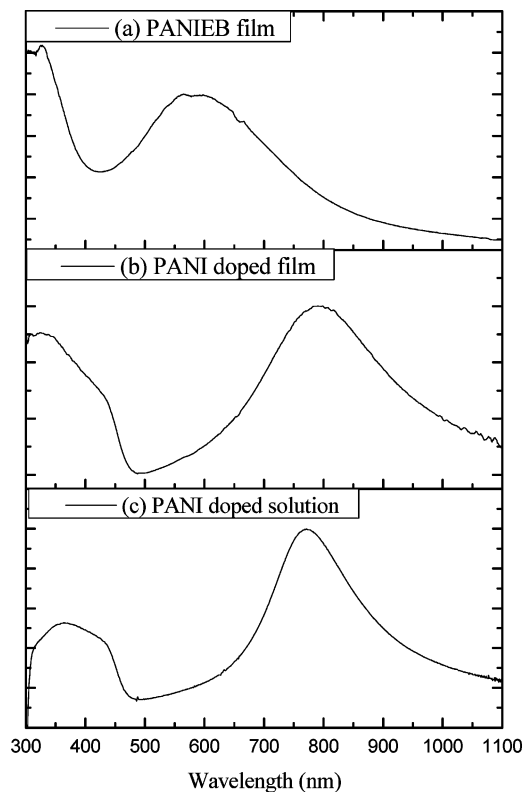 (a) PANIEB film
(b) PANI doped film
(c) PANI doped solution
300 400 500 600 700 800 900 1000 1100
Wavelength (nm)